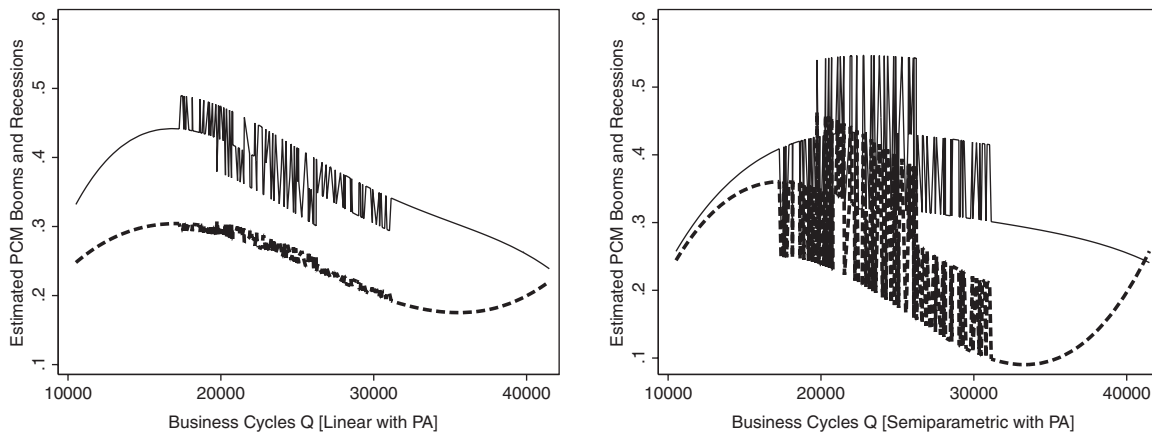 Estimated PCM Booms and Recessions
.6
.5
.4
.3
.2
.1
10000 20000 30000 40000
Business Cycles Q [Linear with PA]
Estimated PCM Booms and Recessions
.6
.5
.4
.3
.2
.1
10000 20000 30000 40000
Business Cycles Q [Semiparametric with PA]